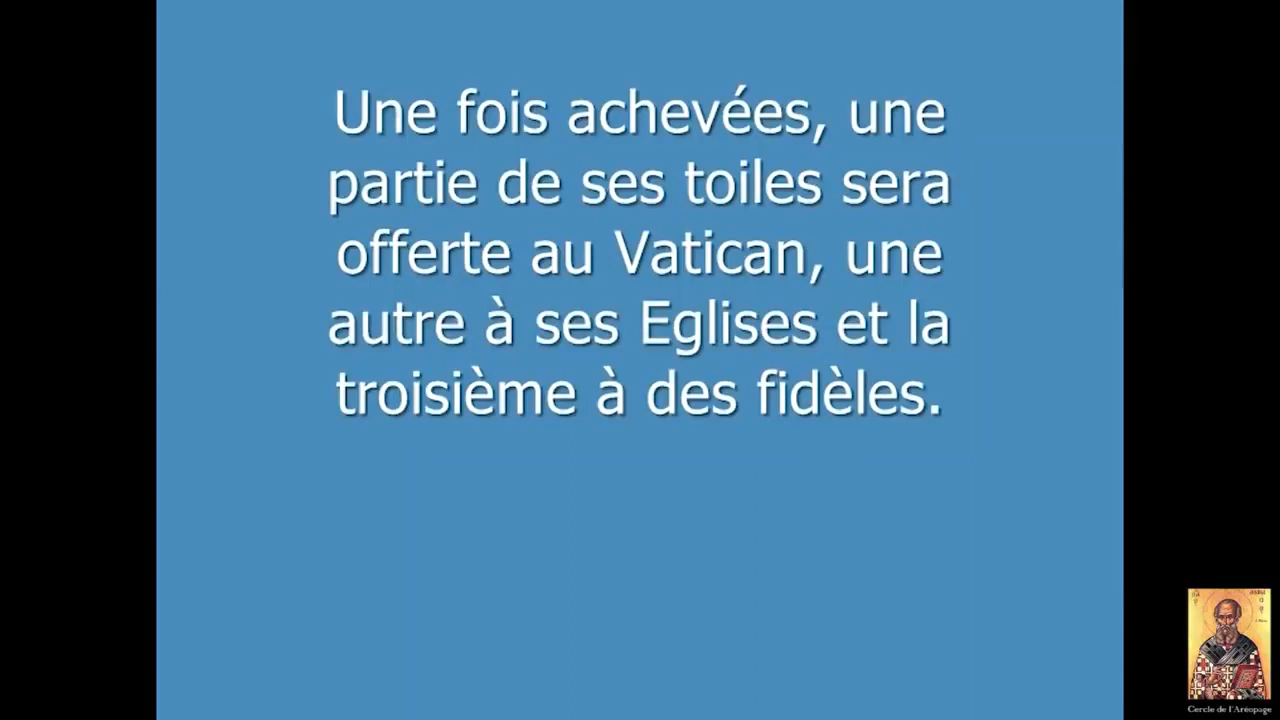 Une fois achevées, une
partie de ses toiles sera
offerte au Vatican, une
autre à ses Eglises et la
troisième à des fidèles.
Cercle de l'Aréopage